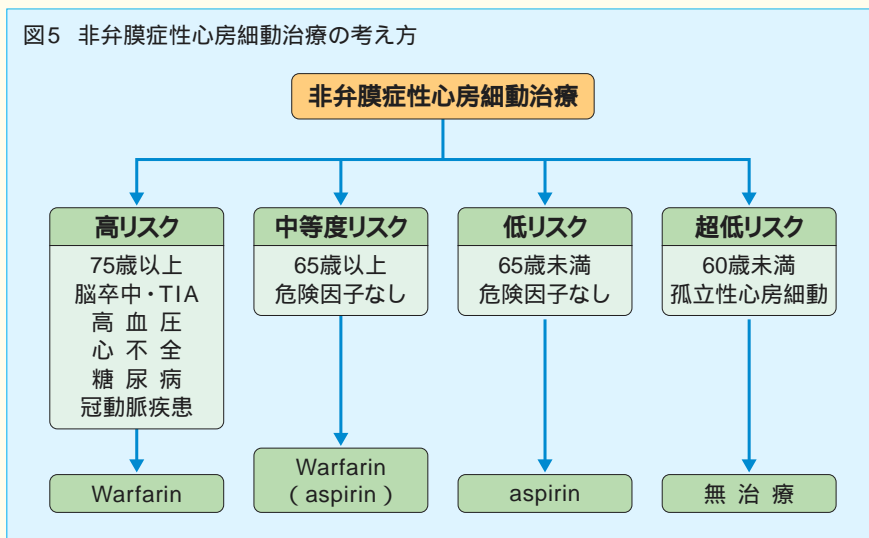 図5 非弁膜症性心房細動治療の考え方
非弁膜症性心房細動治療
高リスク
75歳以上
脳卒中・TIA
高血圧
心不全
糖尿病
冠動脈疾患
Warfarin
中等度リスク
65歳以上
危険因子なし
Warfarin
（aspirin）
低リスク
65歳未満
危険因子なし
aspirin
超低リスク
60歳未満
孤立性心房細動
無治療